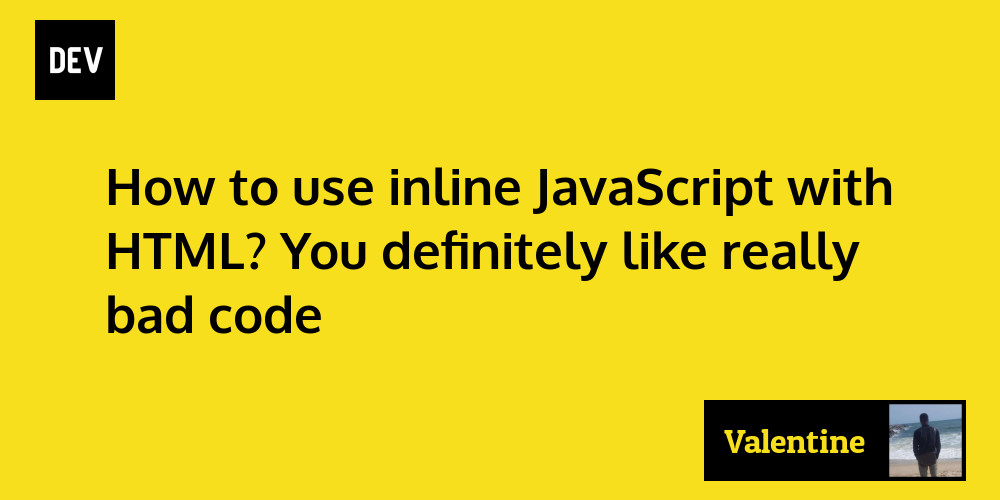 DEV
How to use inline JavaScript with
HTML? You definitely like really
bad code
Valentine